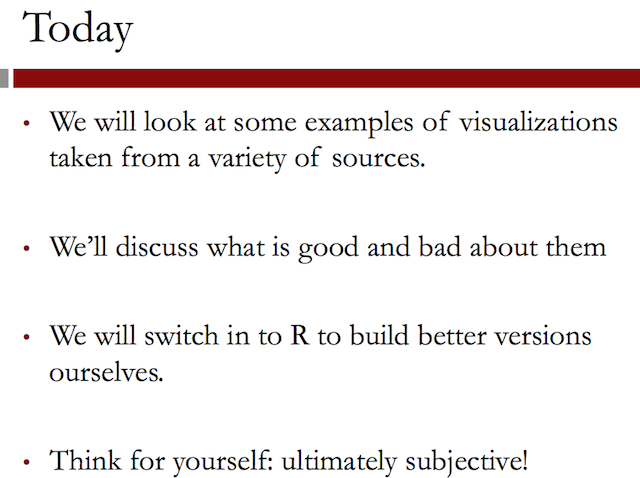 Today
• We will look at some examples of visualizations
taken from a variety of sources.
• We’ll discuss what is good and bad about them
• We will switch in to R to build better versions
ourselves.
• Think for yourself: ultimately subjective!